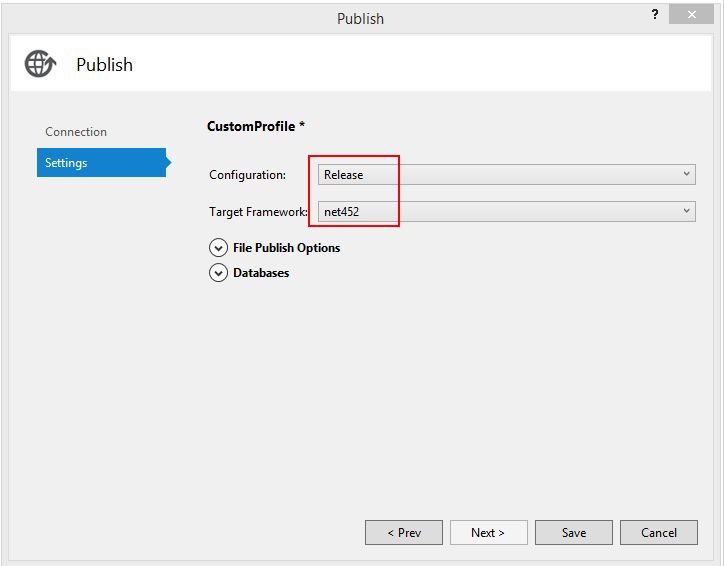 Publish
? ×
Publish
Connection
Settings
CustomProfile *
Configuration: Release
Target Framework: net452
File Publish Options
Databases
< Prev Next > Save Cancel